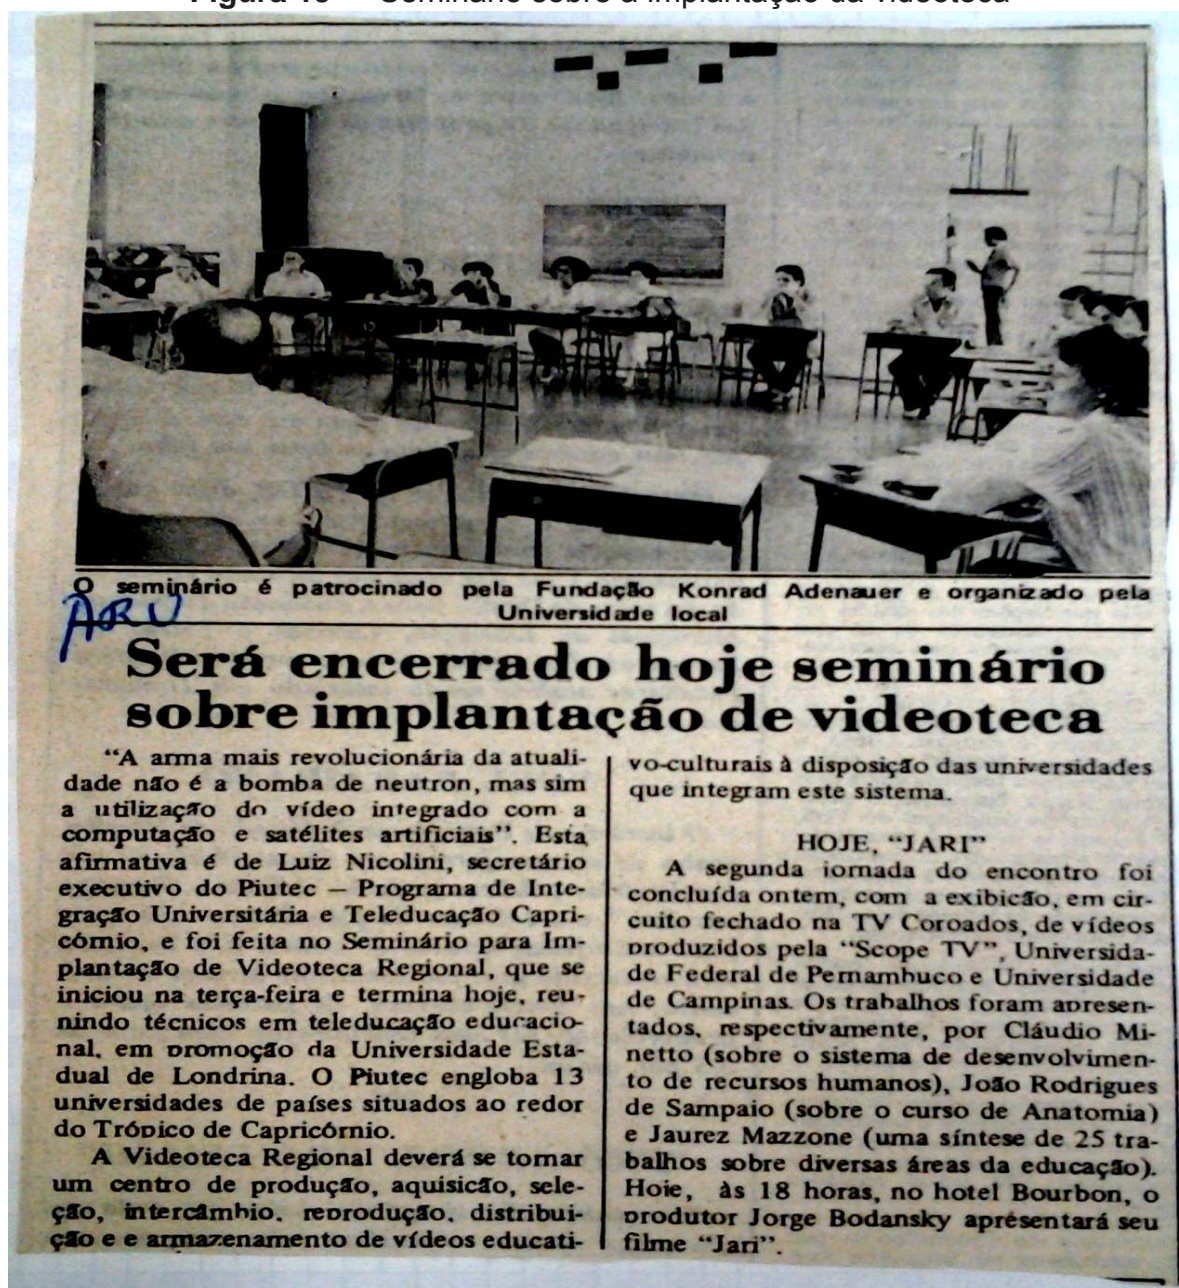 Seminário sobre a implantação da videoteca
O seminário é patrocinado pela Fundação Konrad Adenauer e organizado pela
Universidade local
ARU
Será encerrado hoje seminário
sobre implantação de videoteca
“A arma mais revolucionária da atuali-
dade não é a bomba de neutron, mas sim
a utilização do vídeo integrado com a
computação e satélites artificiais”. Esta
afirmativa é de Luiz Nicolini, secretário
executivo do Piutec — Programa de Inte-
gração Universitária e Teleducação Capri-
córnio, e foi feita no Seminário para Im-
plantação de Videoteca Regional, que se
iniciou na terça-feira e termina hoje, reu-
nindo técnicos em teleducação educacio-
nal, em promoção da Universidade Esta-
dual de Londrina. O Piutec engloba 13
universidades de países situados ao redor
do Trópico de Capricórnio.
A Videoteca Regional deverá se tornar
um centro de produção, aquisicão, sele-
ção, intercâmbio, reprodução, distribui-
ção e e armazenamento de vídeos educati-
vo-culturais à disposição das universidades
que integram este sistema.
HOJE, “JARI”
A segunda jornada do encontro foi
concluída ontem, com a exibicão, em cir-
cuito fechado na TV Coroados, de vídeos
produzidos pela “Scope TV”, Universida-
de Federal de Pernambuco e Universidade
de Campinas. Os trabalhos foram apresen-
tados, respectivamente, por Cláudio Mi-
netto (sobre o sistema de desenvolvimen-
to de recursos humanos), João Rodrigues
de Sampaio (sobre o curso de Anatomia)
e Jaurez Mazzone (uma síntese de 25 tra-
balhos sobre diversas áreas da educação).
Hoje, às 18 horas, no hotel Bourbon, o
produtor Jorge Bodansky apresentará seu
filme “Jari”.